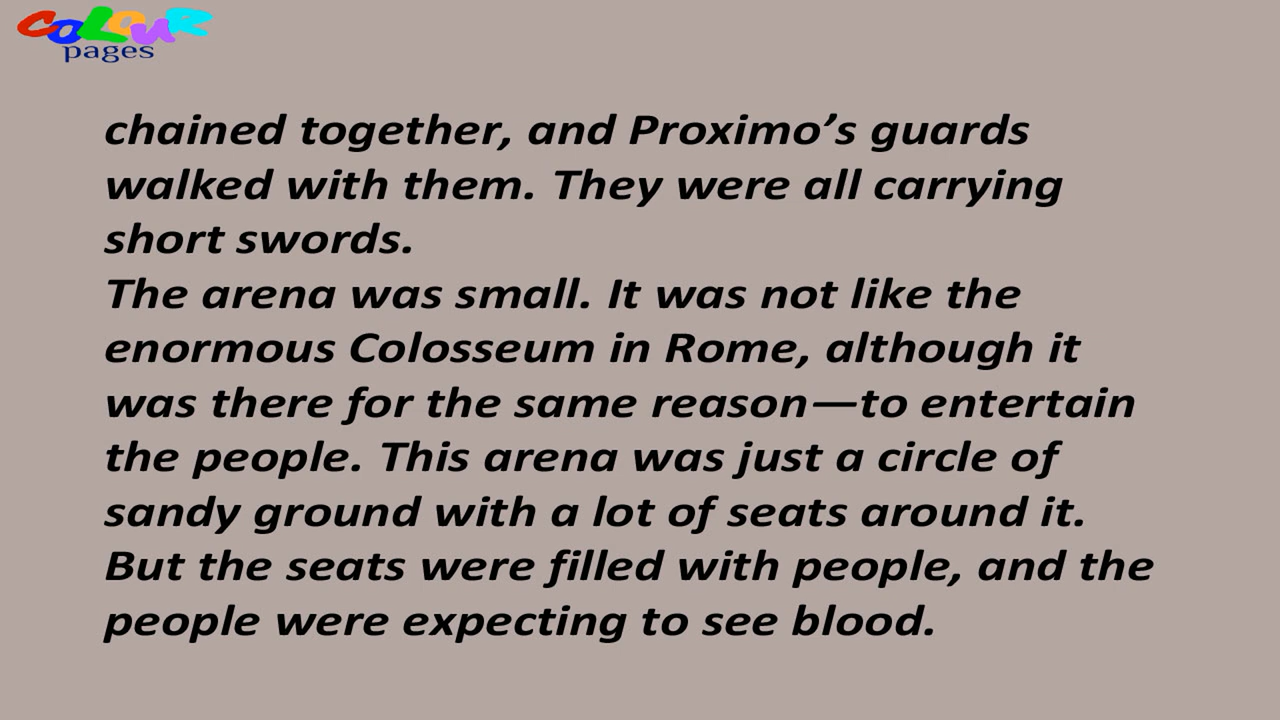 COLOUR
pages
chained together, and Proximo’s guards
walked with them. They were all carrying
short swords.
The arena was small. It was not like the
enormous Colosseum in Rome, although it
was there for the same reason—to entertain
the people. This arena was just a circle of
sandy ground with a lot of seats around it.
But the seats were filled with people, and the
people were expecting to see blood.